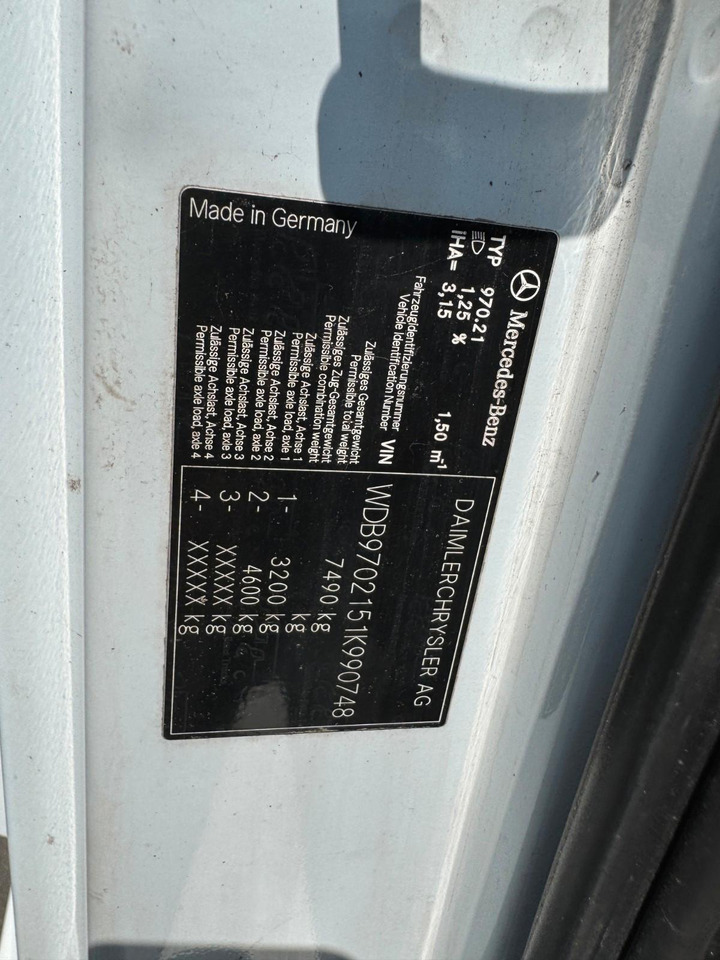 Mercedes-Benz
DAIMLERCHRYSLER AG
TYP 970.21
1,25 % 1,50 m⁻¹
iHA= 3,15
Fahrzeugidentifizierungsnummer
Vehicle Identification Number VIN WDB9702151K990748
Zulässiges Gesamtgewicht
Permissible total weight 7490 kg
Zulässiges Zug-Gesamtgewicht
Permissible combination weight kg
Zulässige Achslast, Achse 1
Permissible axle load, axle 1 1- 3200 kg
Zulässige Achslast, Achse 2
Permissible axle load, axle 2 2- 4600 kg
Zulässige Achslast, Achse 3
Permissible axle load, axle 3 3- XXXXX kg
Zulässige Achslast, Achse 4
Permissible axle load, axle 4 4- XXXXX kg
Made in Germany